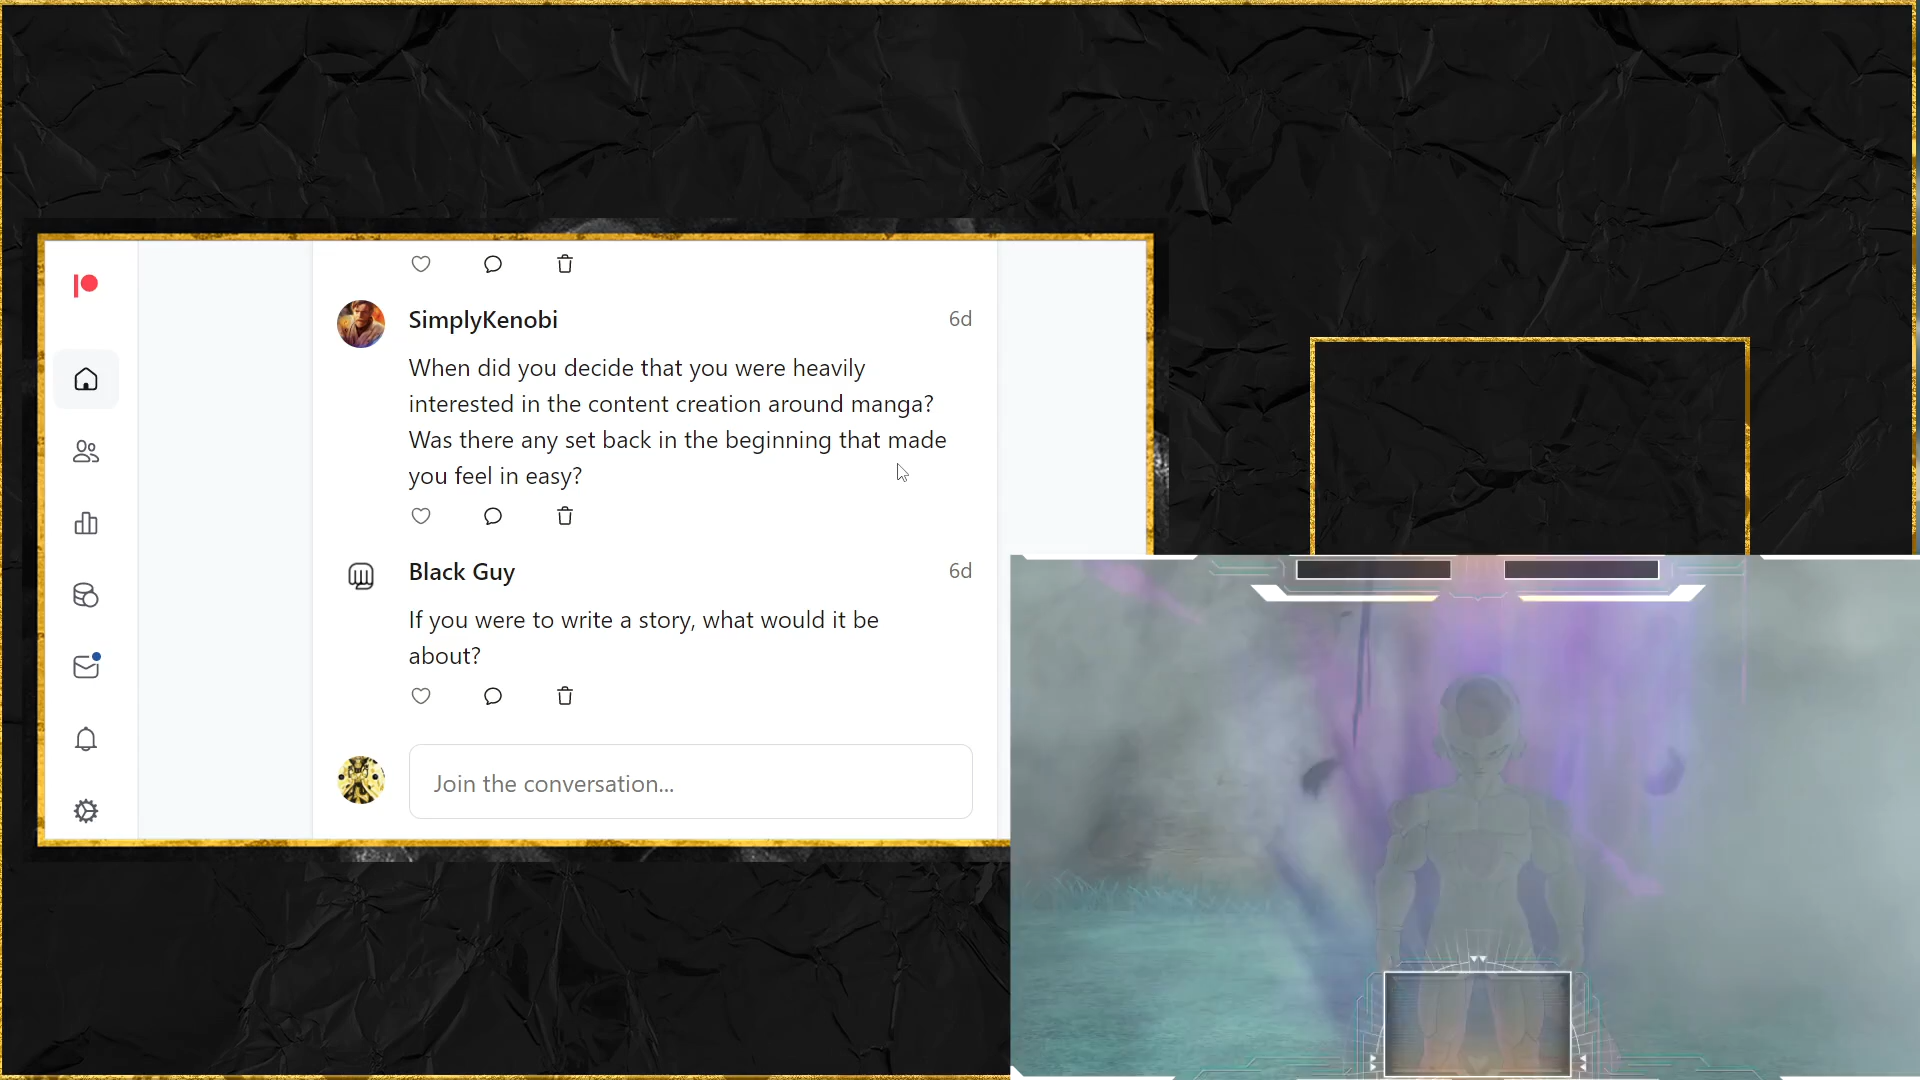 SimplyKenobi
6d
When did you decide that you were heavily
interested in the content creation around manga?
Was there any set back in the beginning that made
you feel in easy?
Black Guy
6d
If you were to write a story, what would it be
about?
Join the conversation...